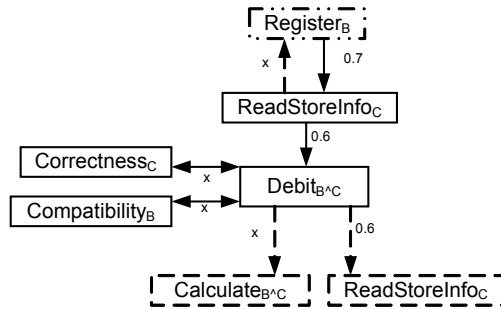 Register_B
x 0.7
ReadStoreInfo_C
0.6
Correctness_C
x
Debit_B^C
Compatibility_B
x
x 0.6
Calculate_B^C ReadStoreInfo_C